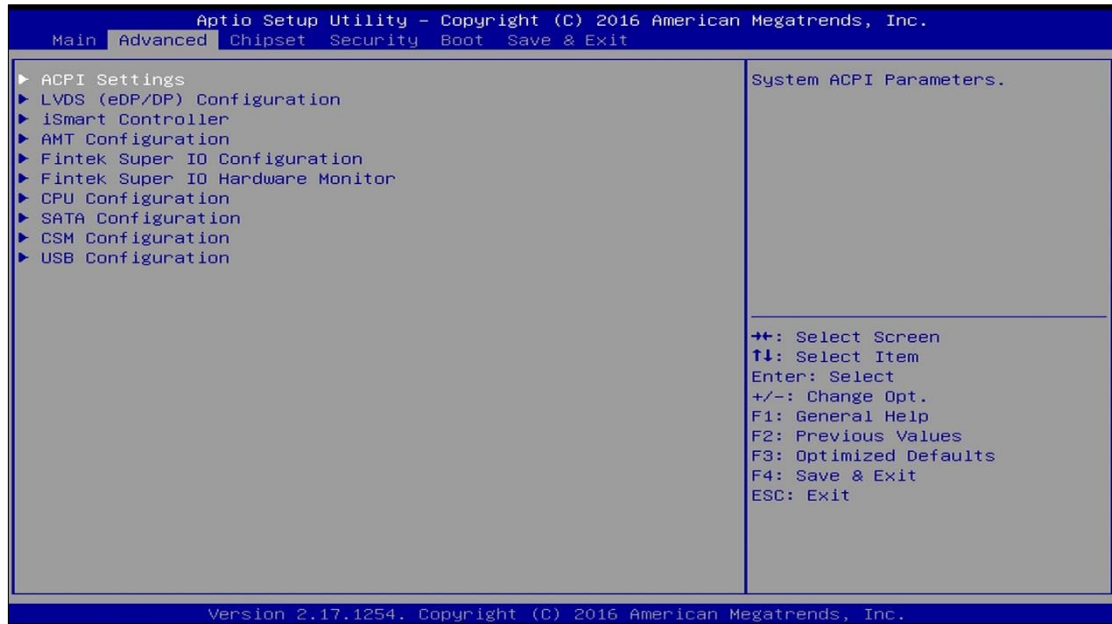 Aptio Setup Utility – Copyright (C) 2016 American Megatrends, Inc.
Main Advanced Chipset Security Boot Save & Exit
▶ ACPI Settings
▶ LVDS (eDP/DP) Configuration
▶ iSmart Controller
▶ AMT Configuration
▶ Fintek Super IO Configuration
▶ Fintek Super IO Hardware Monitor
▶ CPU Configuration
▶ SATA Configuration
▶ CSM Configuration
▶ USB Configuration
System ACPI Parameters.
→←: Select Screen
↑↓: Select Item
Enter: Select
+/-: Change Opt.
F1: General Help
F2: Previous Values
F3: Optimized Defaults
F4: Save & Exit
ESC: Exit
Version 2.17.1254. Copyright (C) 2016 American Megatrends, Inc.